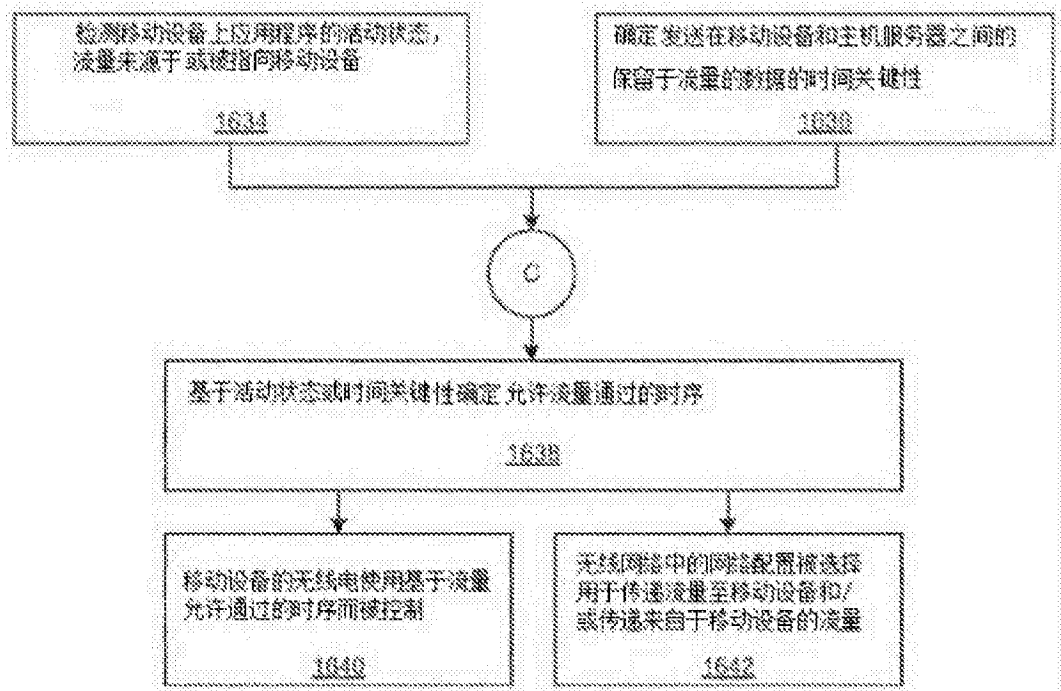 检测移动设备上应用程序的活动状态，
流量来源于或被指向移动设备
1634
确定发送在移动设备和主机服务器之间的
保留于流量的数据的时间关键性
1636
C
基于活动状态或时间关键性确定允许流量通过的时序
1638
移动设备的无线电使用基于流量
允许通过的时序而被控制
1640
无线网络中的网络配置被选择
用于传递流量至移动设备和/
或传递来自于移动设备的流量
1642